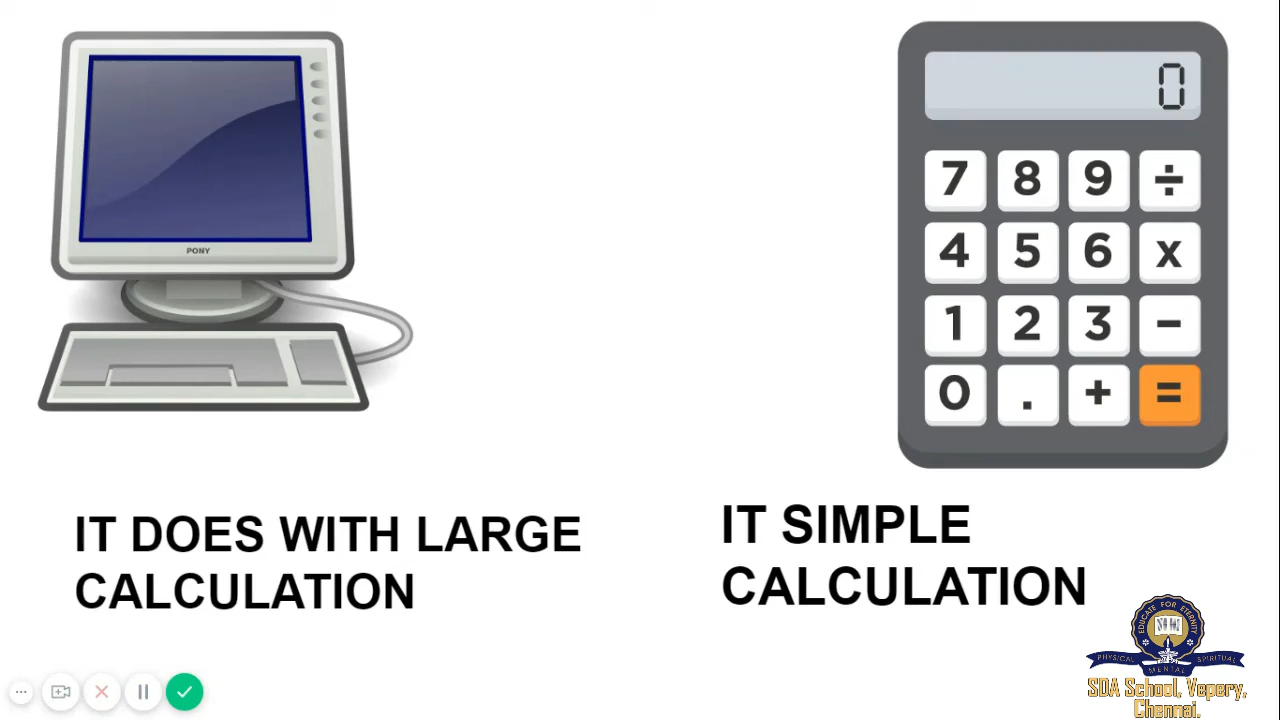 PONY
0
7 8 9 ÷
4 5 6 x
1 2 3 −
0 . + =
IT DOES WITH LARGE
CALCULATION
IT SIMPLE
CALCULATION
EDUCATE FOR ETERNITY
PHYSICAL MENTAL SPIRITUAL
SDA School, Vepery,
Chennai.